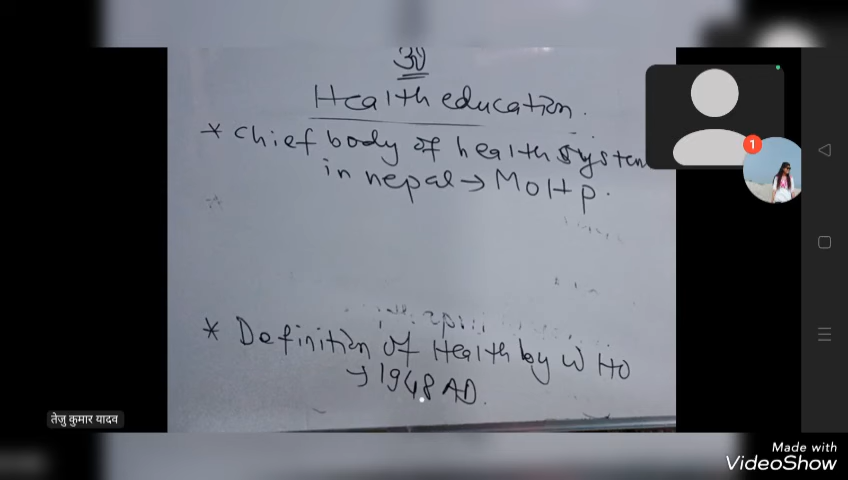 ॐ
Health education.
* Chief body of health system
in nepal → MOHP.
* Definition of Health by WHO
→ 1948 AD.
1
तेजु कुमार यादव
Made with
VideoShow